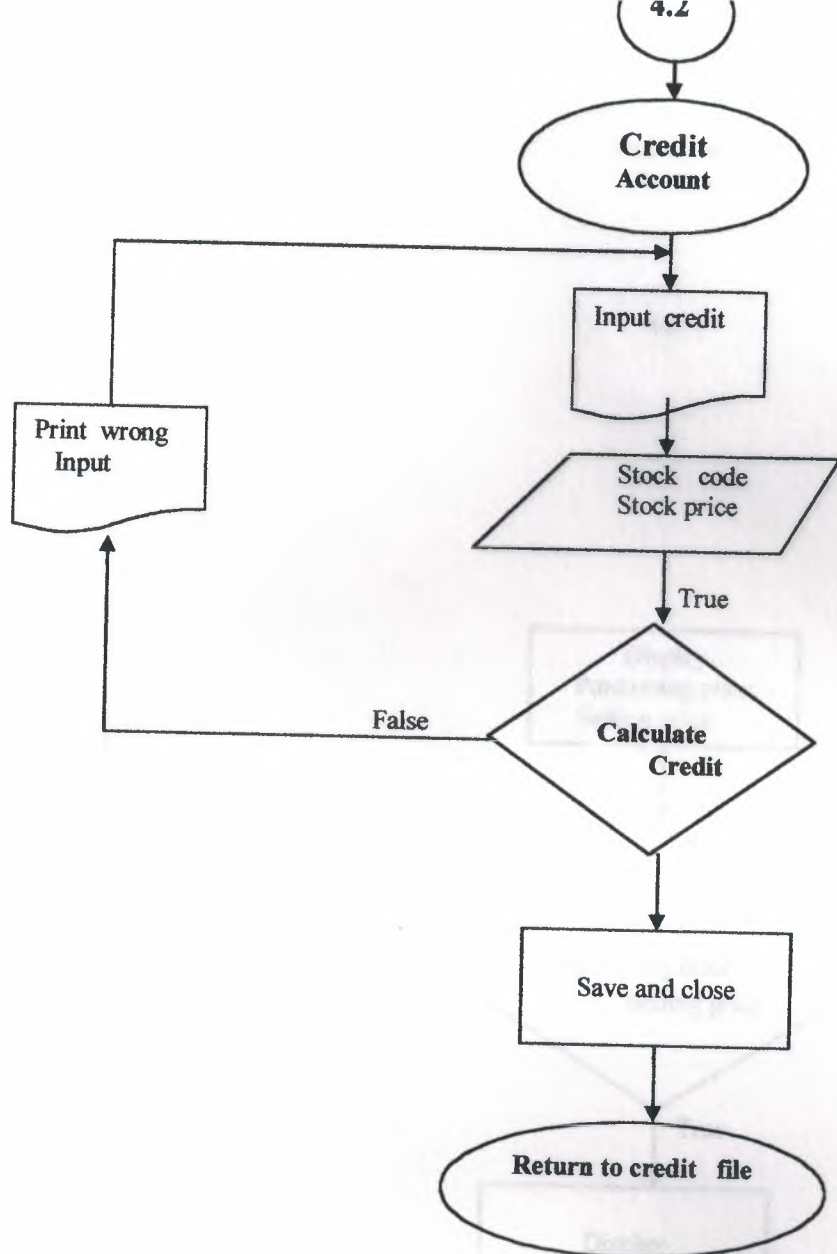 4.2
Credit
Account
Input credit
Print wrong
Input
Stock code
Stock price
True
False
Calculate
Credit
Save and close
Return to credit file